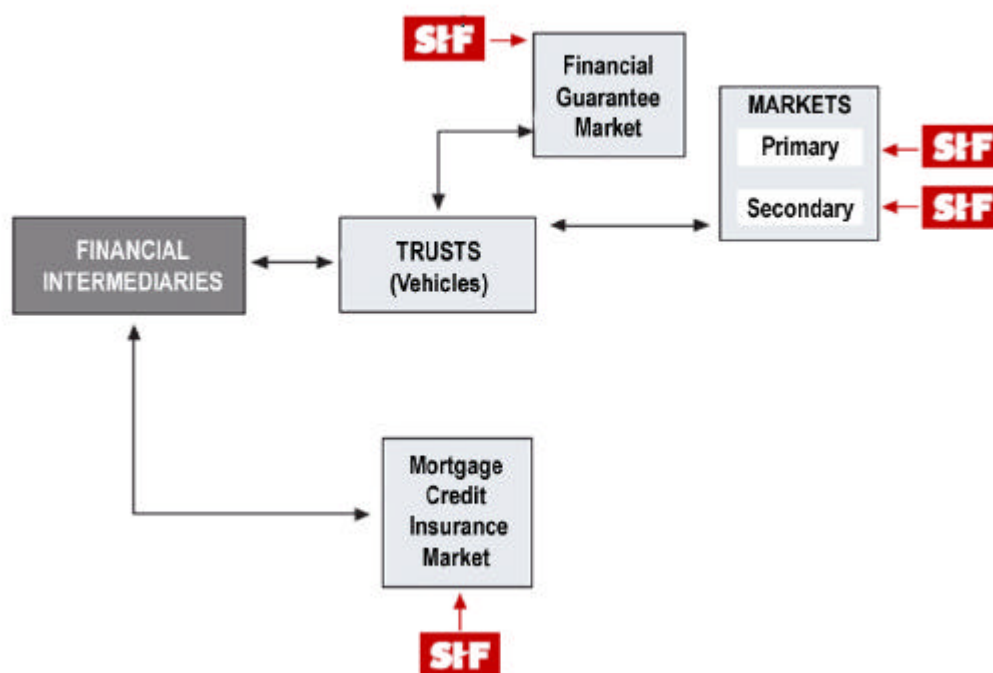 SHF
Financial
Guarantee
Market
MARKETS
Primary
SHF
Secondary
SHF
FINANCIAL
INTERMEDIARIES
TRUSTS
(Vehicles)
Mortgage
Credit
Insurance
Market
SHF